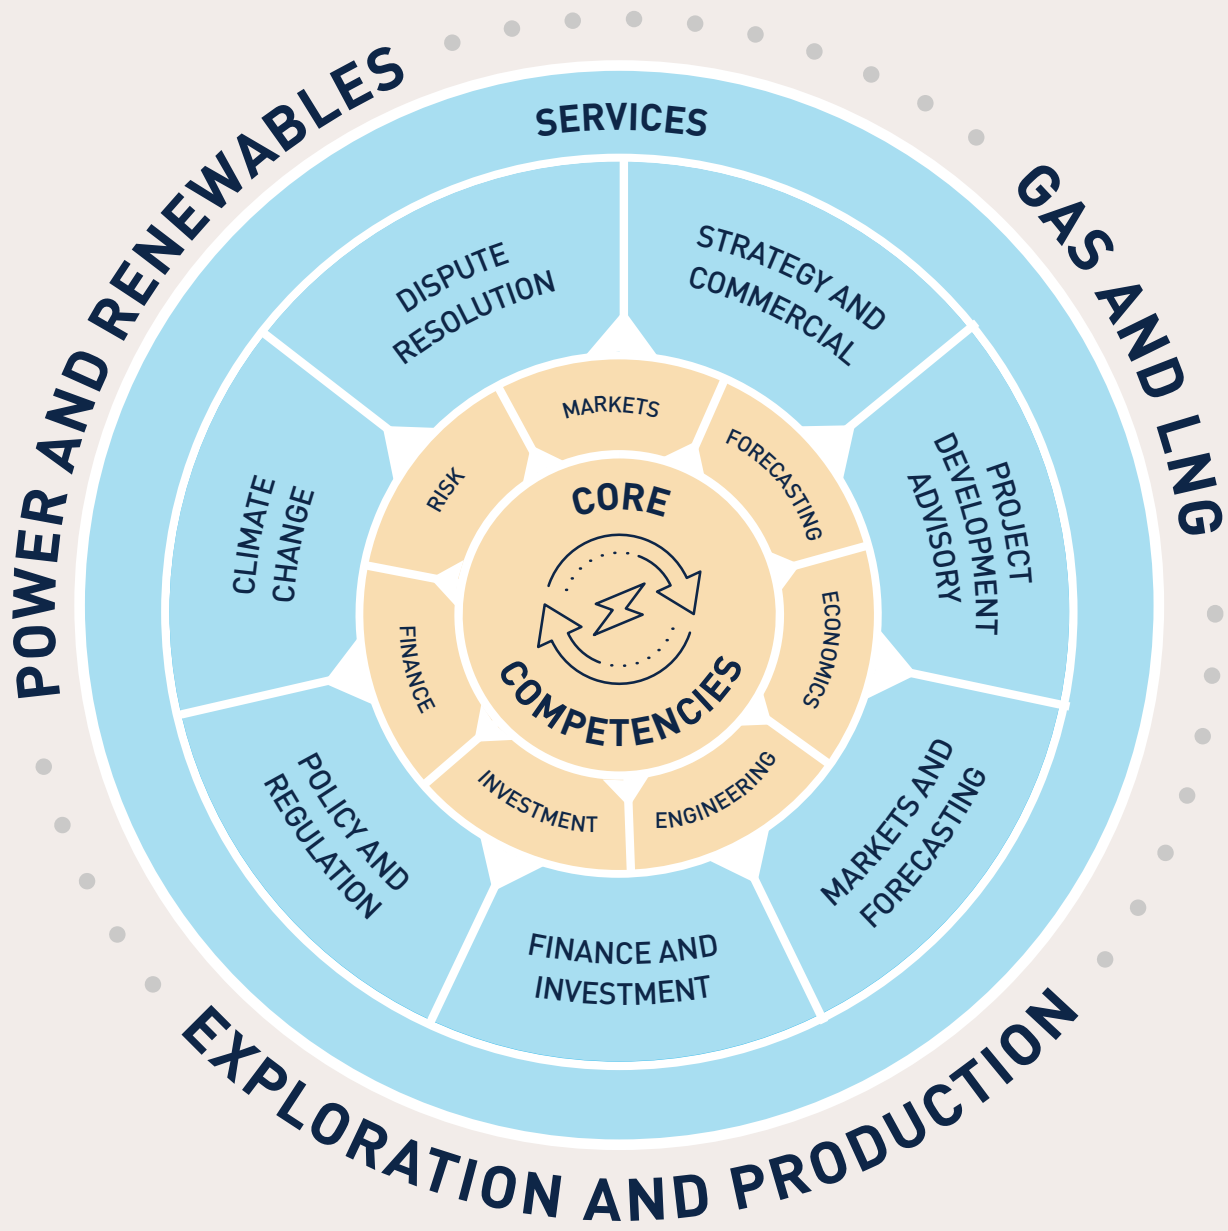 POWER AND RENEWABLES
GAS AND LNG
EXPLORATION AND PRODUCTION
SERVICES
STRATEGY AND
COMMERCIAL
PROJECT
DEVELOPMENT
ADVISORY
MARKETS AND
FORECASTING
FINANCE AND
INVESTMENT
POLICY AND
REGULATION
CLIMATE
CHANGE
DISPUTE
RESOLUTION
MARKETS
FORECASTING
ECONOMICS
ENGINEERING
INVESTMENT
FINANCE
RISK
CORE
COMPETENCIES